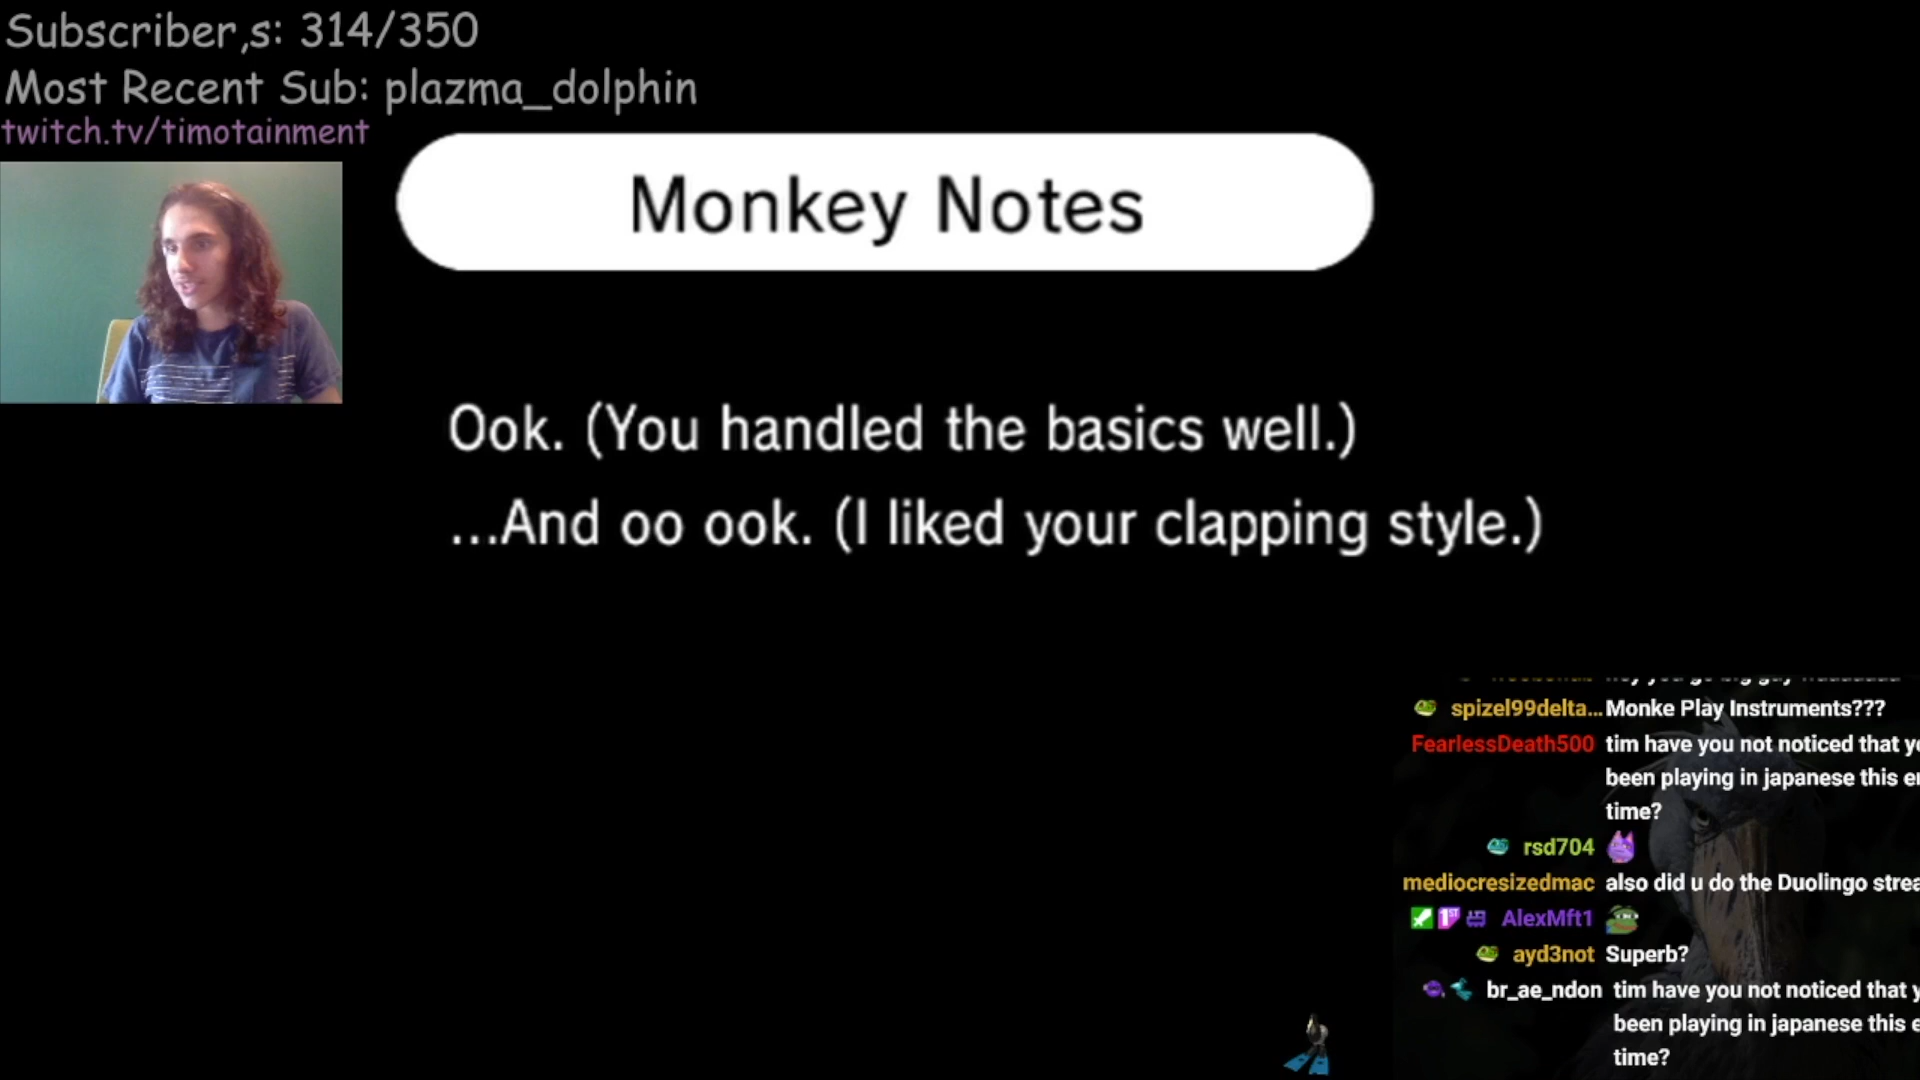 Subscriber,s: 314/350
Most Recent Sub: plazma_dolphin
twitch.tv/timotainment
Monkey Notes
Ook. (You handled the basics well.)
...And oo ook. (I liked your clapping style.)
spizel99delta... Monke Play Instruments???
FearlessDeath500 tim have you not noticed that
been playing in japanese this
time?
rsd704
mediocresizedmac also did u do the Duolingo
AlexMft1
ayd3not Superb?
br_ae_ndon tim have you not noticed that
been playing in japanese this
time?